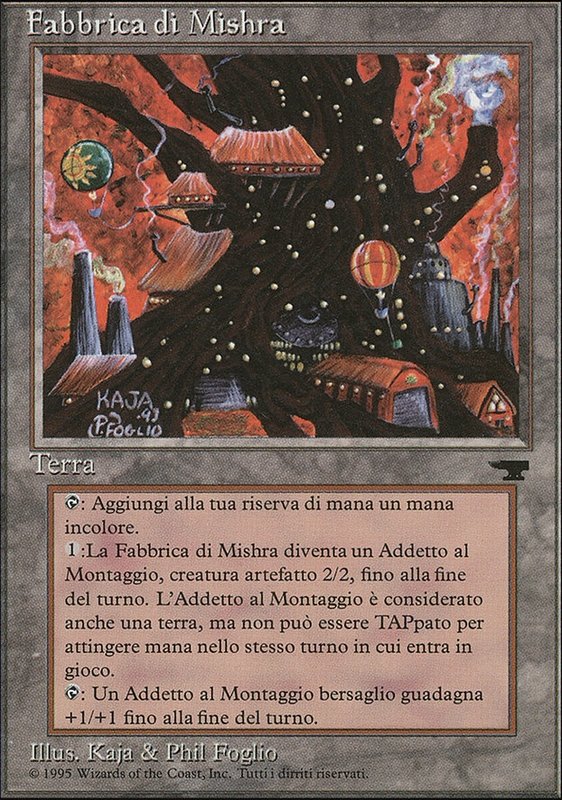 Fabbrica di Mishra
KAJA
.93
P. FOGLIO
Terra
: Aggiungi alla tua riserva di mana un mana
incolore.
1:La Fabbrica di Mishra diventa un Addetto al
Montaggio, creatura artefatto 2/2, fino alla fine
del turno. L'Addetto al Montaggio è considerato
anche una terra, ma non può essere TAPpato per
attingere mana nello stesso turno in cui entra in
gioco.
: Un Addetto al Montaggio bersaglio guadagna
+1/+1 fino alla fine del turno.
Illus. Kaja & Phil Foglio
© 1995 Wizards of the Coast, Inc. Tutti i dirriti riservati.